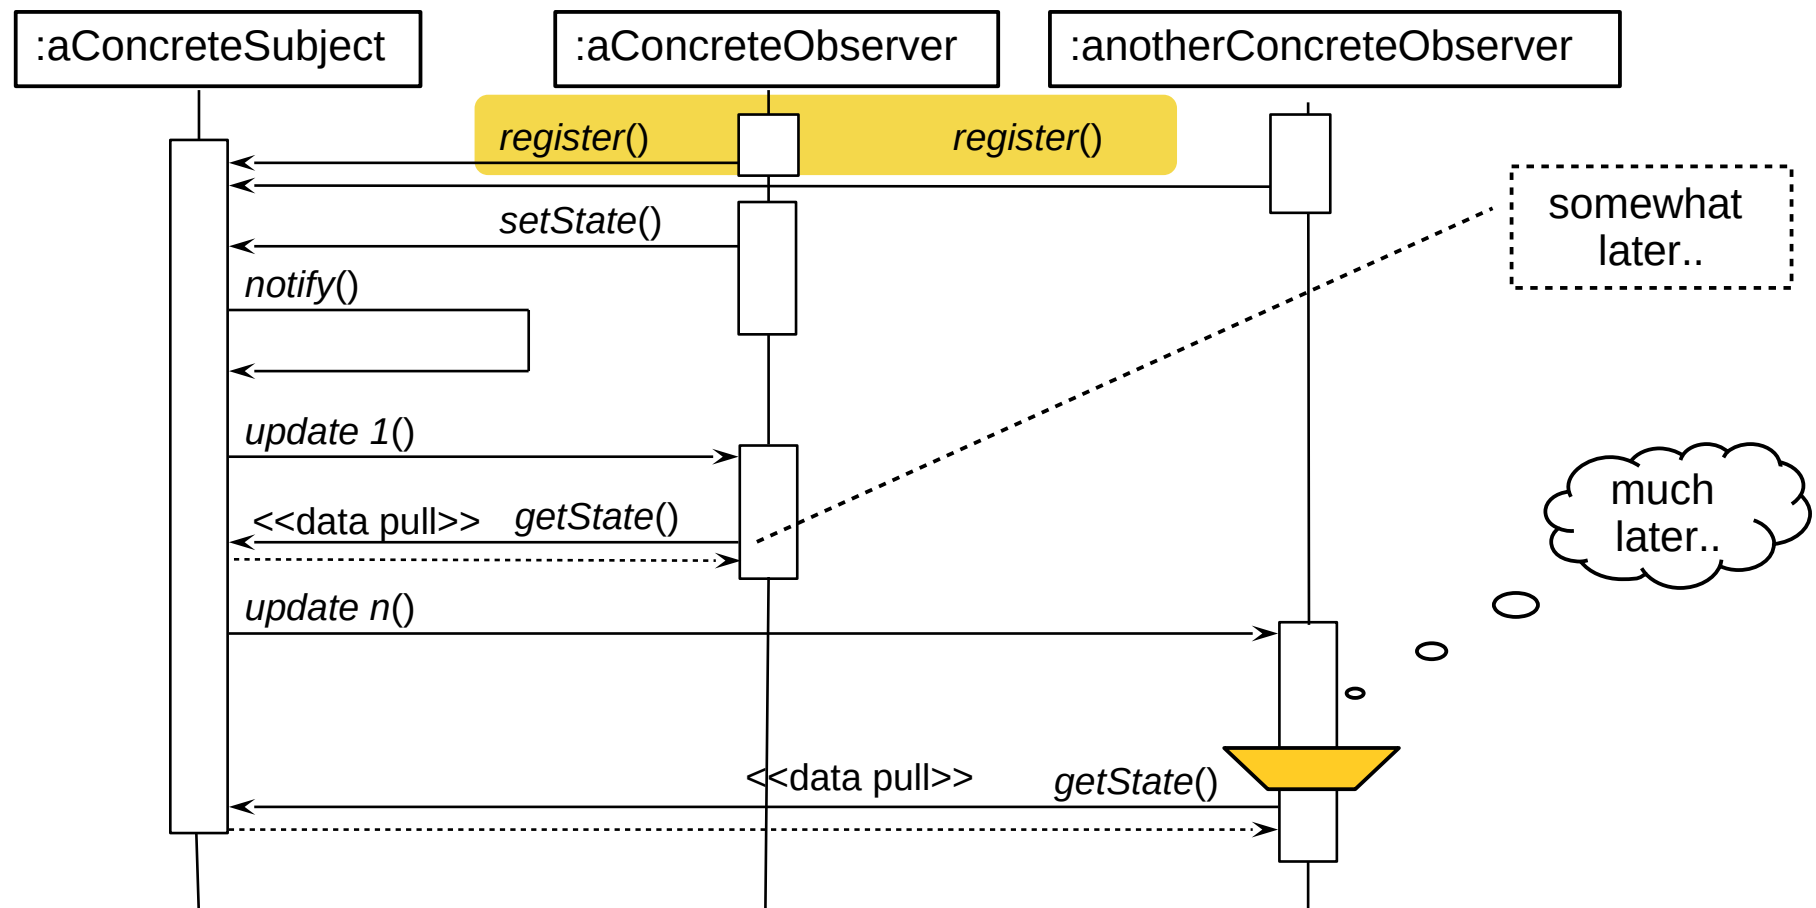 :aConcreteSubject
:aConcreteObserver
:anotherConcreteObserver
register()
register()
setState()
somewhat
later..
notify()
update 1()
<<data pull>>
getState()
much
later..
update n()
<<data pull>>
getState()